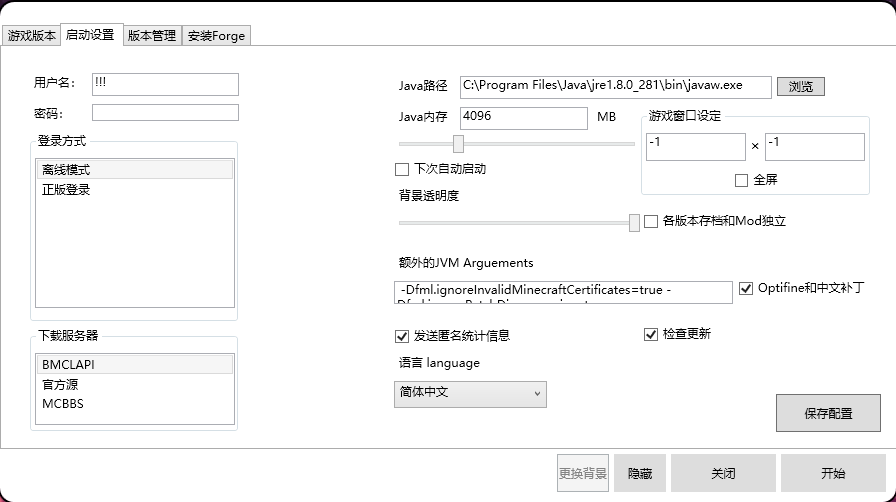 游戏版本 启动设置 版本管理 安装Forge
用户名： !!!
密码：
登录方式
离线模式
正版登录
下载服务器
BMCLAPI
官方源
MCBBS
Java路径 C:\Program Files\Java\jre1.8.0_281\bin\javaw.exe 浏览
Java内存 4096 MB
游戏窗口设定
-1 × -1
全屏
下次自动启动
背景透明度
各版本存档和Mod独立
额外的JVM Arguements
-Dfml.ignoreInvalidMinecraftCertificates=true -
Optifine和中文补丁
发送匿名统计信息
检查更新
语言 language
简体中文
保存配置
更换背景 隐藏 关闭 开始